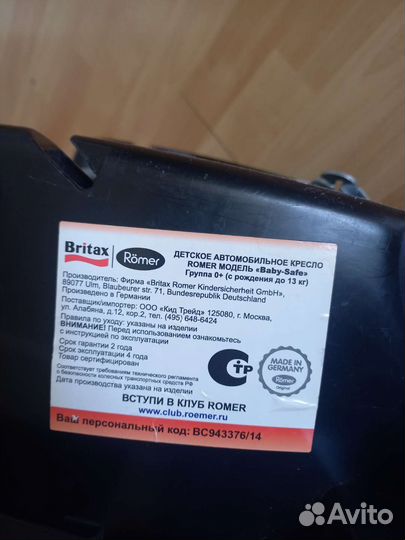 Britax Römer
ДЕТСКОЕ АВТОМОБИЛЬНОЕ КРЕСЛО
ROMER МОДЕЛЬ «Baby-Safe»
Группа 0+ (с рождения до 13 кг)
Производитель: Фирма «Britax Romer Kindersicherheit GmbH»,
89077 Ulm, Blaubeurer str. 71, Bundesrepublik Deutschland
Произведено в Германии
Поставщик/импортер: ООО «Кид Трейд» 125080, г. Москва,
ул. Алабяна, д.12, кор.2, тел. (495) 648-6424
Правила по уходу: указаны на изделии
ВНИМАНИЕ! Перед использованием ознакомьтесь
с инструкцией по эксплуатации
Срок гарантии 2 года
Срок эксплуатации 4 года
Товар сертифицирован
Соответствует требованиям технического регламента
о безопасности колесных транспортных средств РФ
Дата производства указана на изделии
СТР
MADE IN
Römer
Original
GERMANY
ВСТУПИ В КЛУБ ROMER
www.club.roemer.ru
Ваш персональный код: BC943376/14
Avito